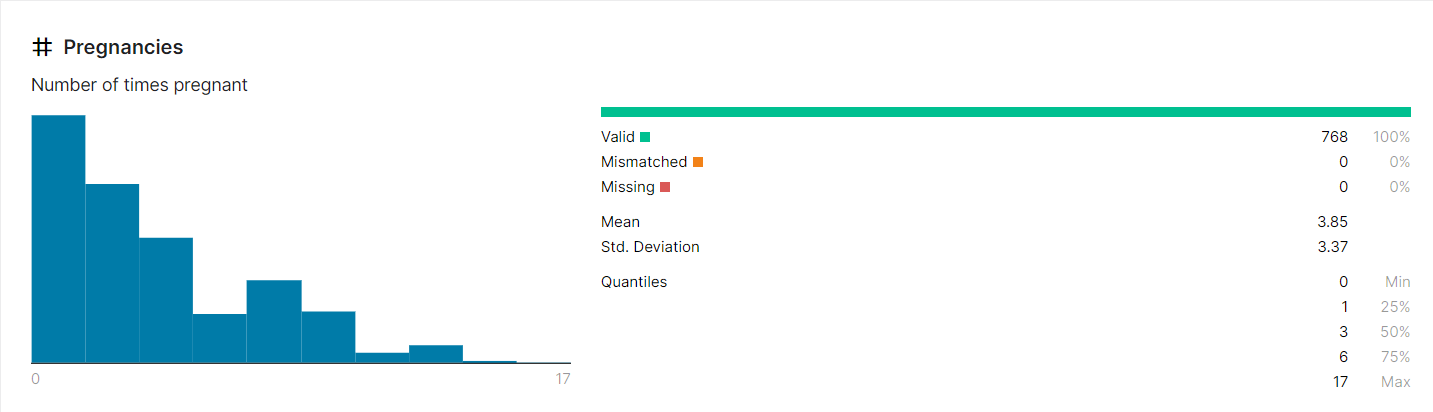 Pregnancies
Number of times pregnant
0 17
Valid 768 100%
Mismatched 0 0%
Missing 0 0%
Mean 3.85
Std. Deviation 3.37
Quantiles 0 Min
1 25%
3 50%
6 75%
17 Max